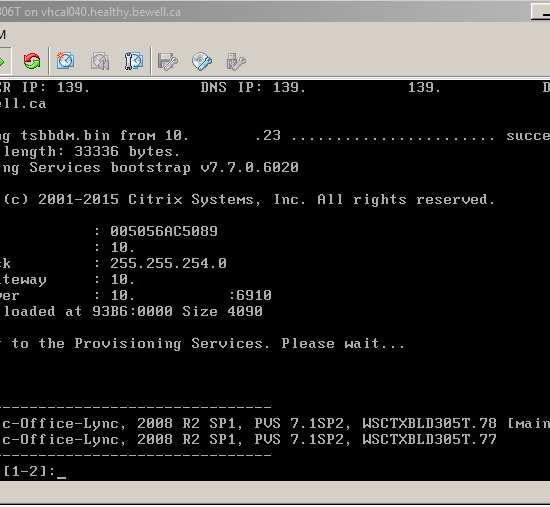 306T on vhcal040.healthy.bewell.ca
M
ER IP: 139. DNS IP: 139. 139. D
ell.ca
ng tsbbdm.bin from 10. .23 ...................... succe
length: 33336 bytes.
ing Services bootstrap v7.7.0.6020
(c) 2001-2015 Citrix Systems, Inc. All rights reserved.
: 005056AC5089
: 10.
sk : 255.255.254.0
ateway : 10.
ver : 10. :6910
loaded at 93B6:0000 Size 4090
r to the Provisioning Services. Please wait...
---------------------------------
c-Office-Lync, 2008 R2 SP1, PVS 7.1SP2, WSCTXBLD305T.78 [main
c-Office-Lync, 2008 R2 SP1, PVS 7.1SP2, WSCTXBLD305T.77
---------------------------------
[1-2]:_